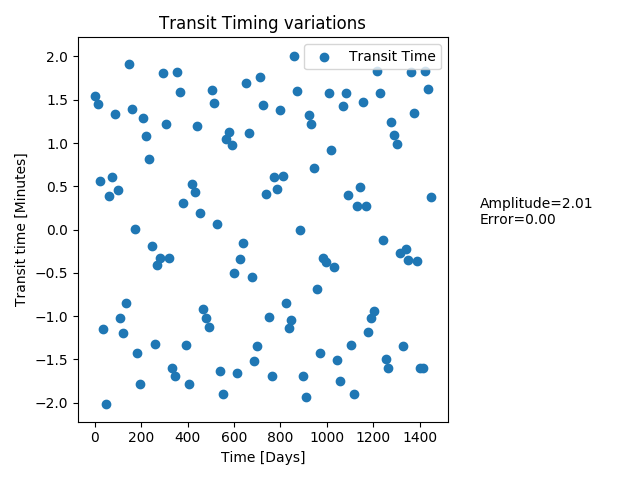 Transit Timing variations
Transit Time
2.0
1.5
1.0
0.5
0.0
−0.5
−1.0
−1.5
−2.0
Transit time [Minutes]
0 200 400 600 800 1000 1200 1400
Time [Days]
Amplitude=2.01
Error=0.00